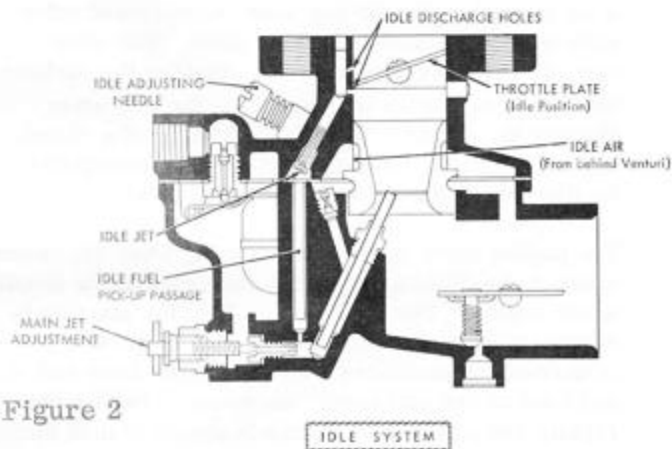 IDLE DISCHARGE HOLES
IDLE ADJUSTING
NEEDLE
THROTTLE PLATE
(Idle Position)
IDLE AIR
(From behind Venturi)
IDLE JET
IDLE FUEL
PICK-UP PASSAGE
MAIN JET
ADJUSTMENT
Figure 2
IDLE SYSTEM